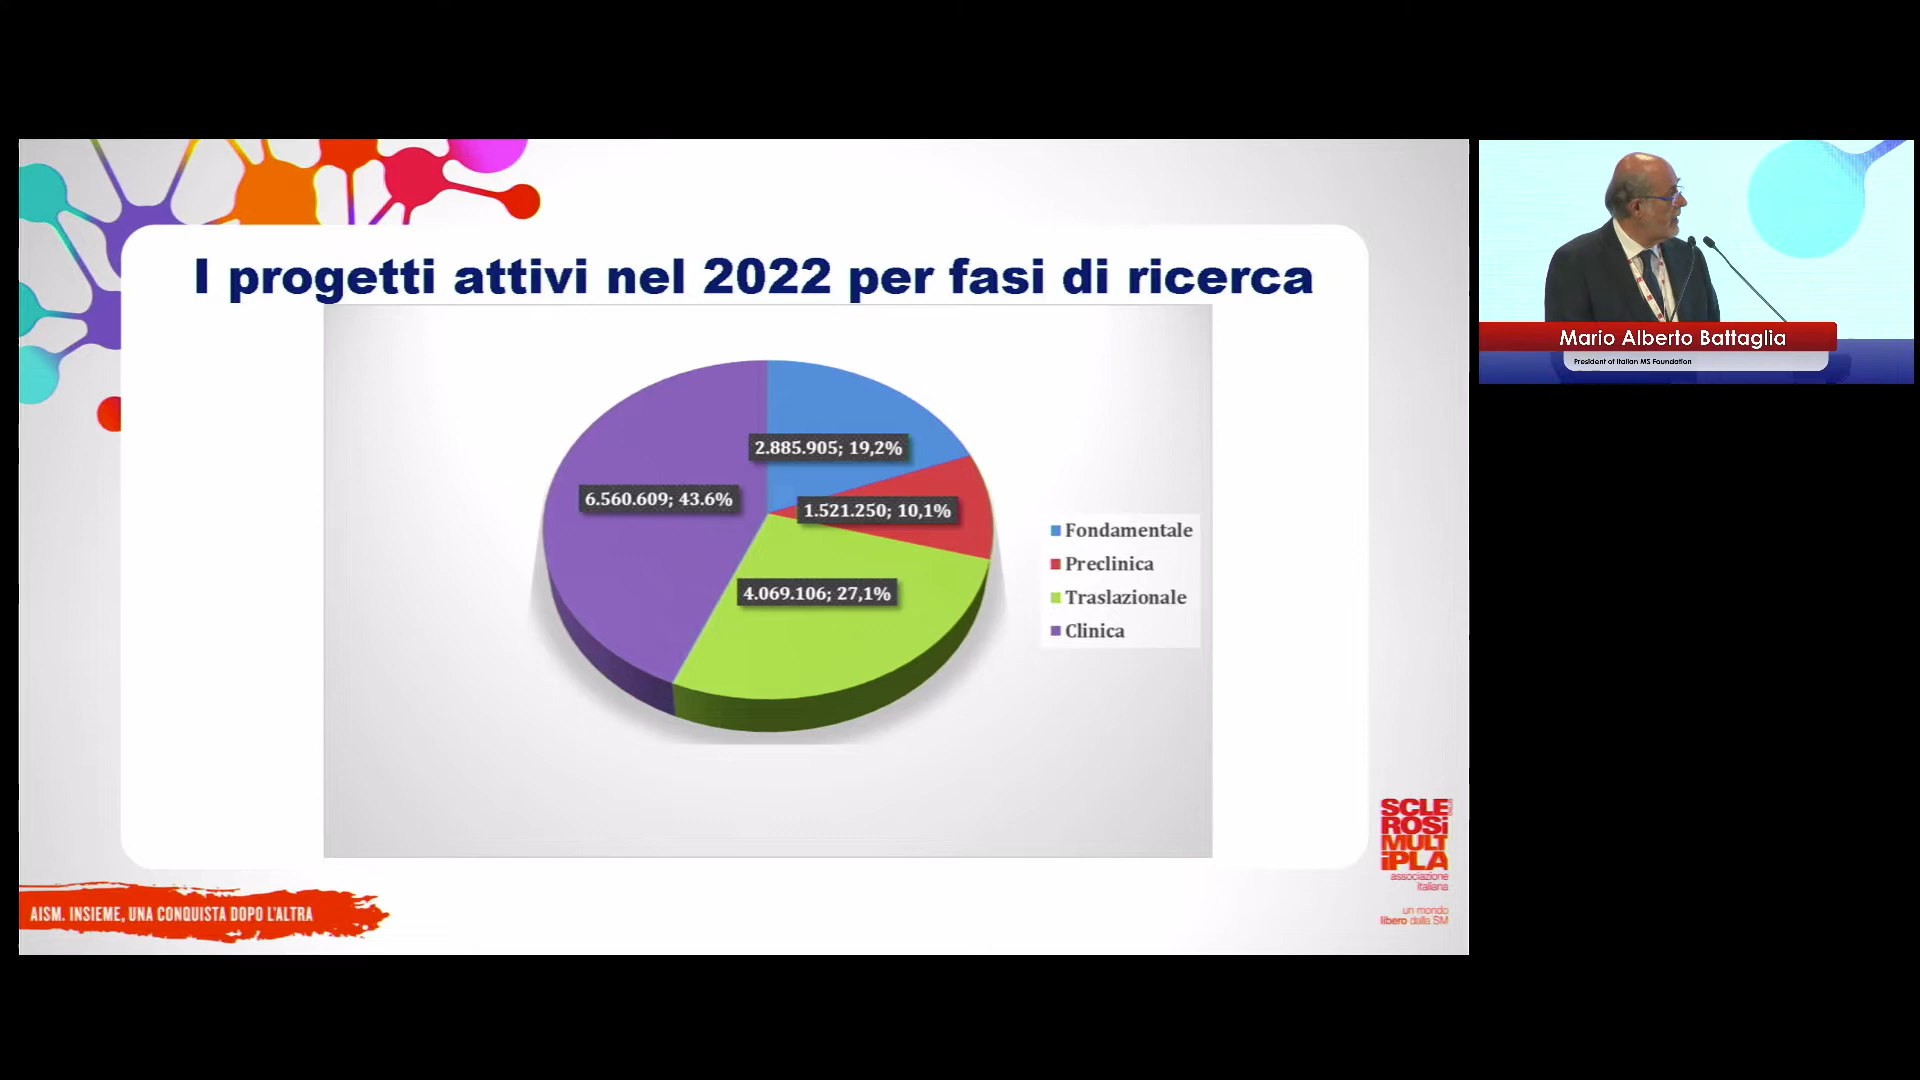 I progetti attivi nel 2022 per fasi di ricerca
2.885.905; 19,2%
6.560.609; 43.6%
1.521.250; 10,1%
4.069.106; 27,1%
Fondamentale
Preclinica
Traslazionale
Clinica
SCLE
ROSi
MULT
iPLA
associazione
italiana
un mondo
libero dalla SM
AISM. INSIEME, UNA CONQUISTA DOPO L'ALTRA
Mario Alberto Battaglia
President of Italian MS Foundation